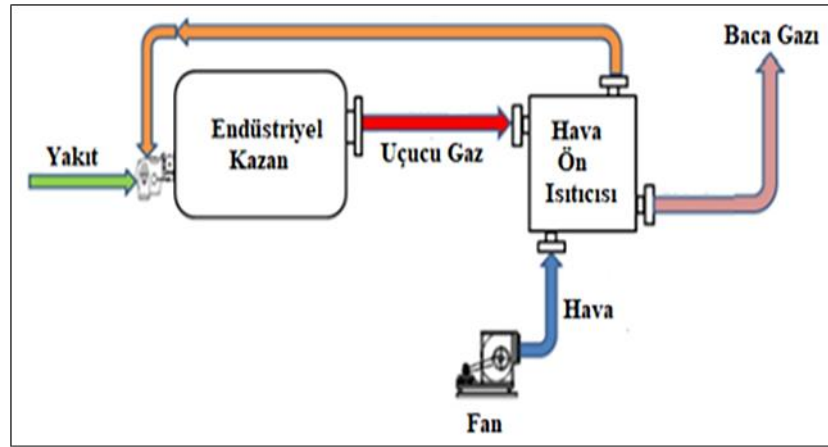 Baca Gazı
Endüstriyel
Kazan
Hava
Ön
Isıtıcısı
Uçucu Gaz
Yakıt
Hava
Fan